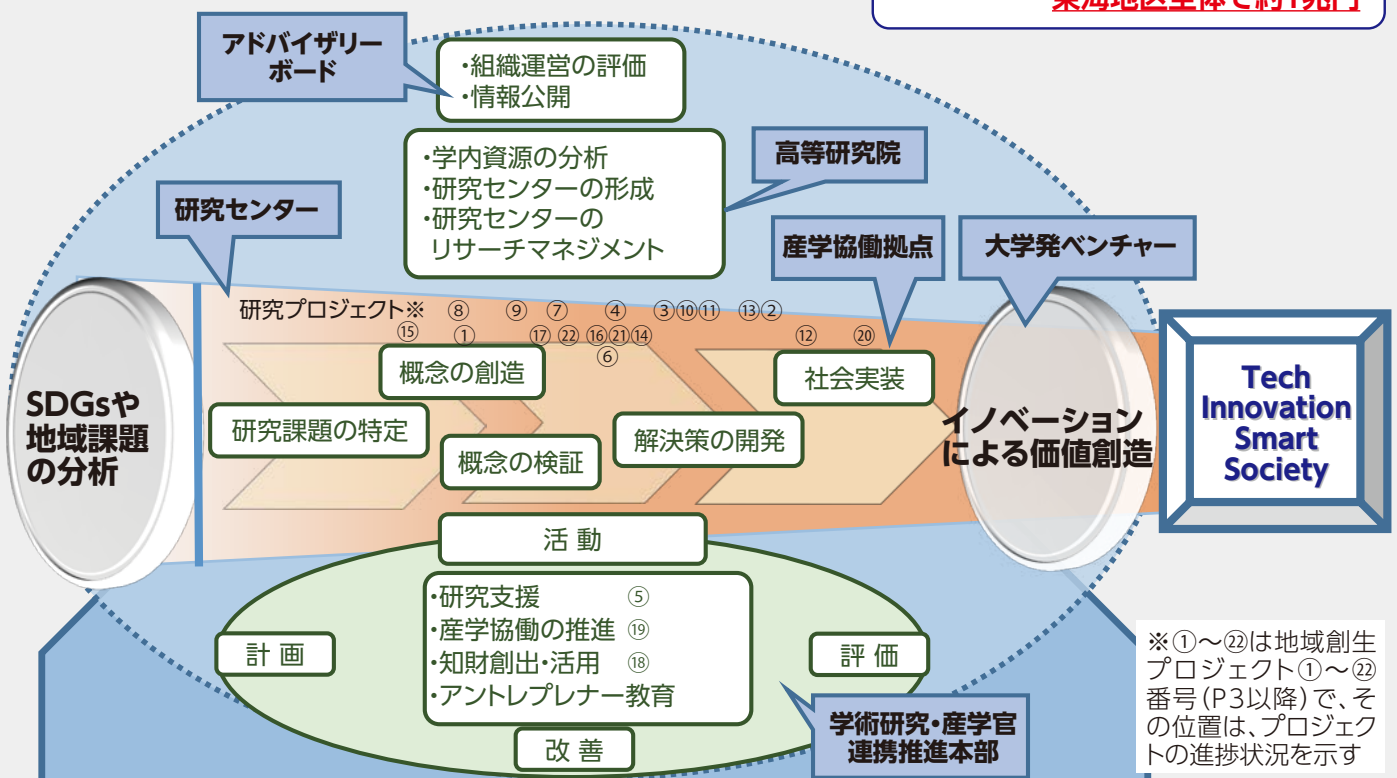 東海地区全体で約1兆円
アドバイザリー
ボード
・組織運営の評価
・情報公開
・学内資源の分析
・研究センターの形成
・研究センターの
リサーチマネジメント
高等研究院
研究センター
産学協働拠点
大学発ベンチャー
研究プロジェクト※ ⑧ ⑨ ⑦ ④ ③⑩⑪ ⑬②
⑮ ① ⑰ ㉒ ⑯㉑⑭ ⑫ ⑳
⑥
概念の創造
社会実装
SDGsや
地域課題
の分析
研究課題の特定
概念の検証
解決策の開発
イノベーション
による価値創造
Tech
Innovation
Smart
Society
活 動
・研究支援 ⑤
・産学協働の推進 ⑲
・知財創出・活用 ⑱
・アントレプレナー教育
計 画
評 価
改 善
学術研究・産学官
連携推進本部
※①～㉒は地域創生
プロジェクト①～㉒
番号(P3以降)で、そ
の位置は、プロジェク
トの進捗状況を示す